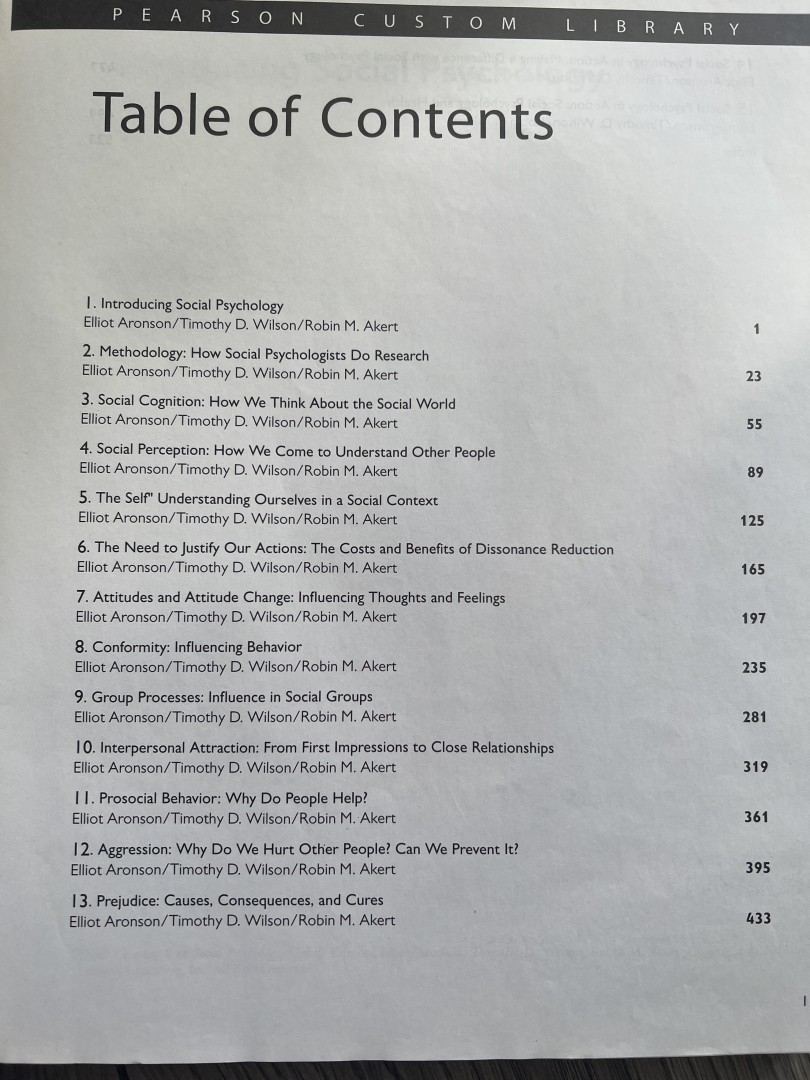 PEARSON CUSTOM LIBRARY
Table of Contents
1. Introducing Social Psychology
Elliot Aronson/Timothy D. Wilson/Robin M. Akert 1
2. Methodology: How Social Psychologists Do Research
Elliot Aronson/Timothy D. Wilson/Robin M. Akert 23
3. Social Cognition: How We Think About the Social World
Elliot Aronson/Timothy D. Wilson/Robin M. Akert 55
4. Social Perception: How We Come to Understand Other People
Elliot Aronson/Timothy D. Wilson/Robin M. Akert 89
5. The Self" Understanding Ourselves in a Social Context
Elliot Aronson/Timothy D. Wilson/Robin M. Akert 125
6. The Need to Justify Our Actions: The Costs and Benefits of Dissonance Reduction
Elliot Aronson/Timothy D. Wilson/Robin M. Akert 165
7. Attitudes and Attitude Change: Influencing Thoughts and Feelings
Elliot Aronson/Timothy D. Wilson/Robin M. Akert 197
8. Conformity: Influencing Behavior
Elliot Aronson/Timothy D. Wilson/Robin M. Akert 235
9. Group Processes: Influence in Social Groups
Elliot Aronson/Timothy D. Wilson/Robin M. Akert 281
10. Interpersonal Attraction: From First Impressions to Close Relationships
Elliot Aronson/Timothy D. Wilson/Robin M. Akert 319
11. Prosocial Behavior: Why Do People Help?
Elliot Aronson/Timothy D. Wilson/Robin M. Akert 361
12. Aggression: Why Do We Hurt Other People? Can We Prevent It?
Elliot Aronson/Timothy D. Wilson/Robin M. Akert 395
13. Prejudice: Causes, Consequences, and Cures
Elliot Aronson/Timothy D. Wilson/Robin M. Akert 433
I